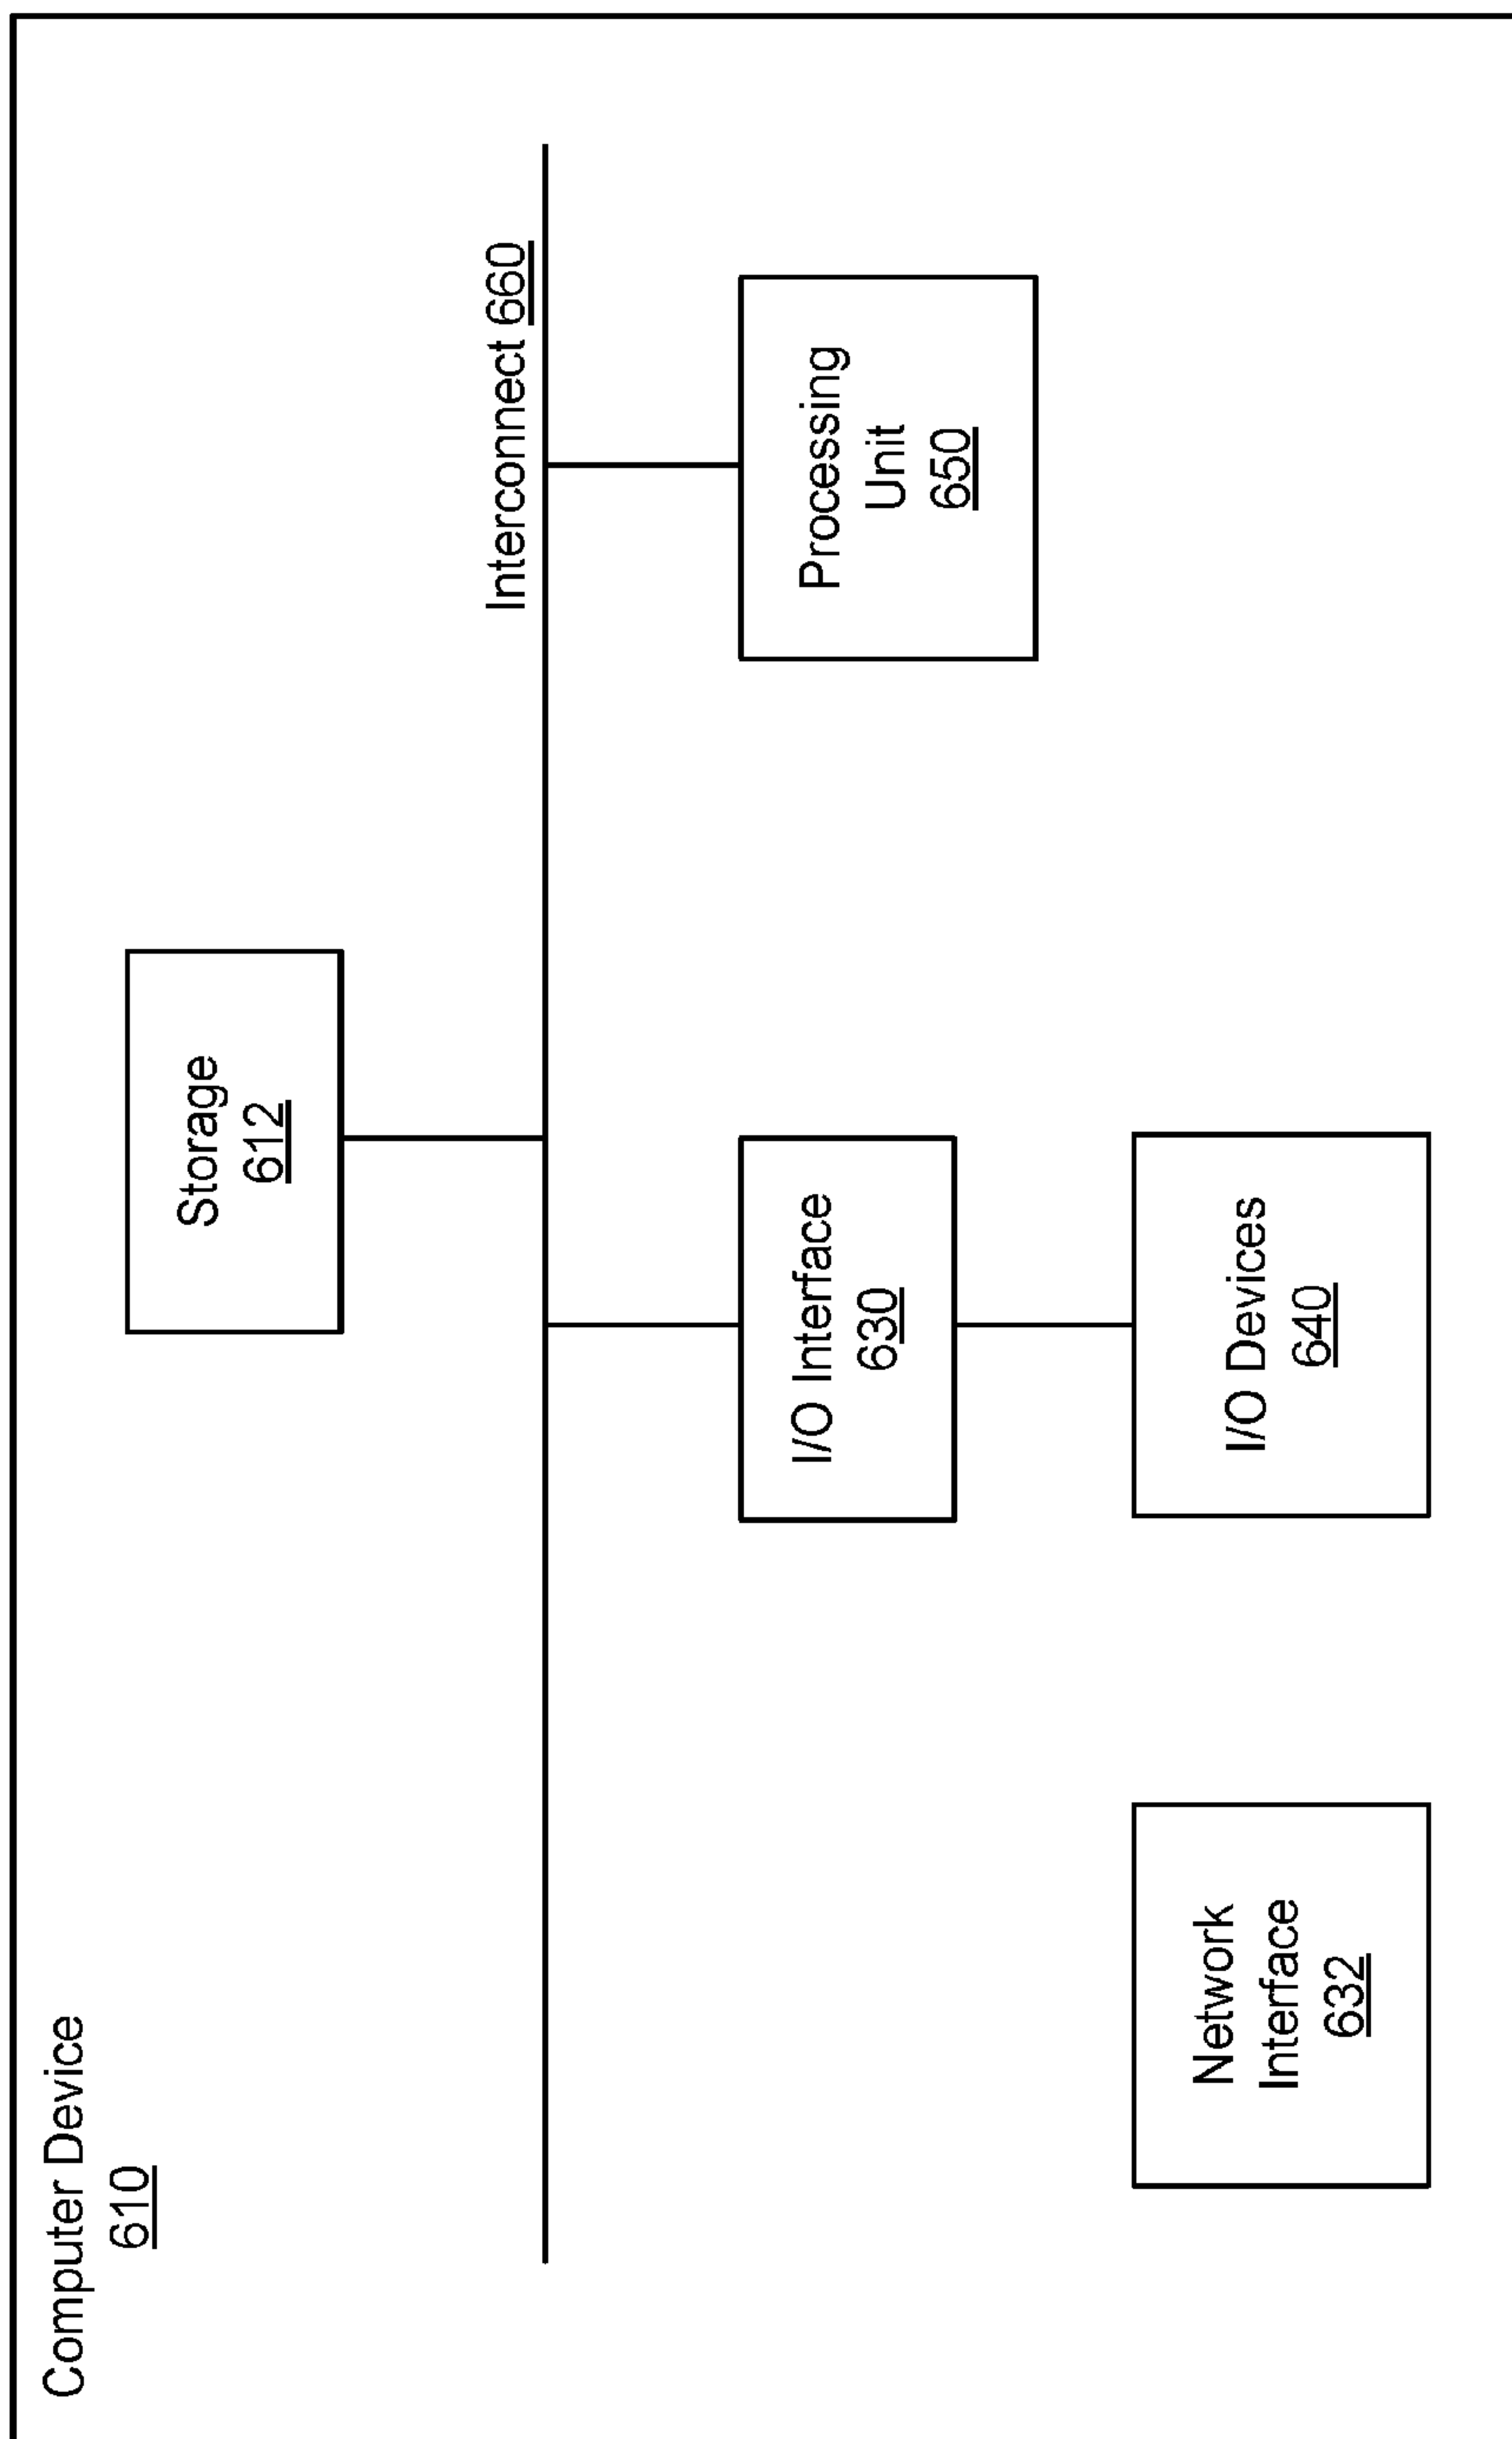 Computer Device
610
Storage
612
Interconnect 660
I/O Interface
630
Processing
Unit
650
Network
Interface
632
I/O Devices
640